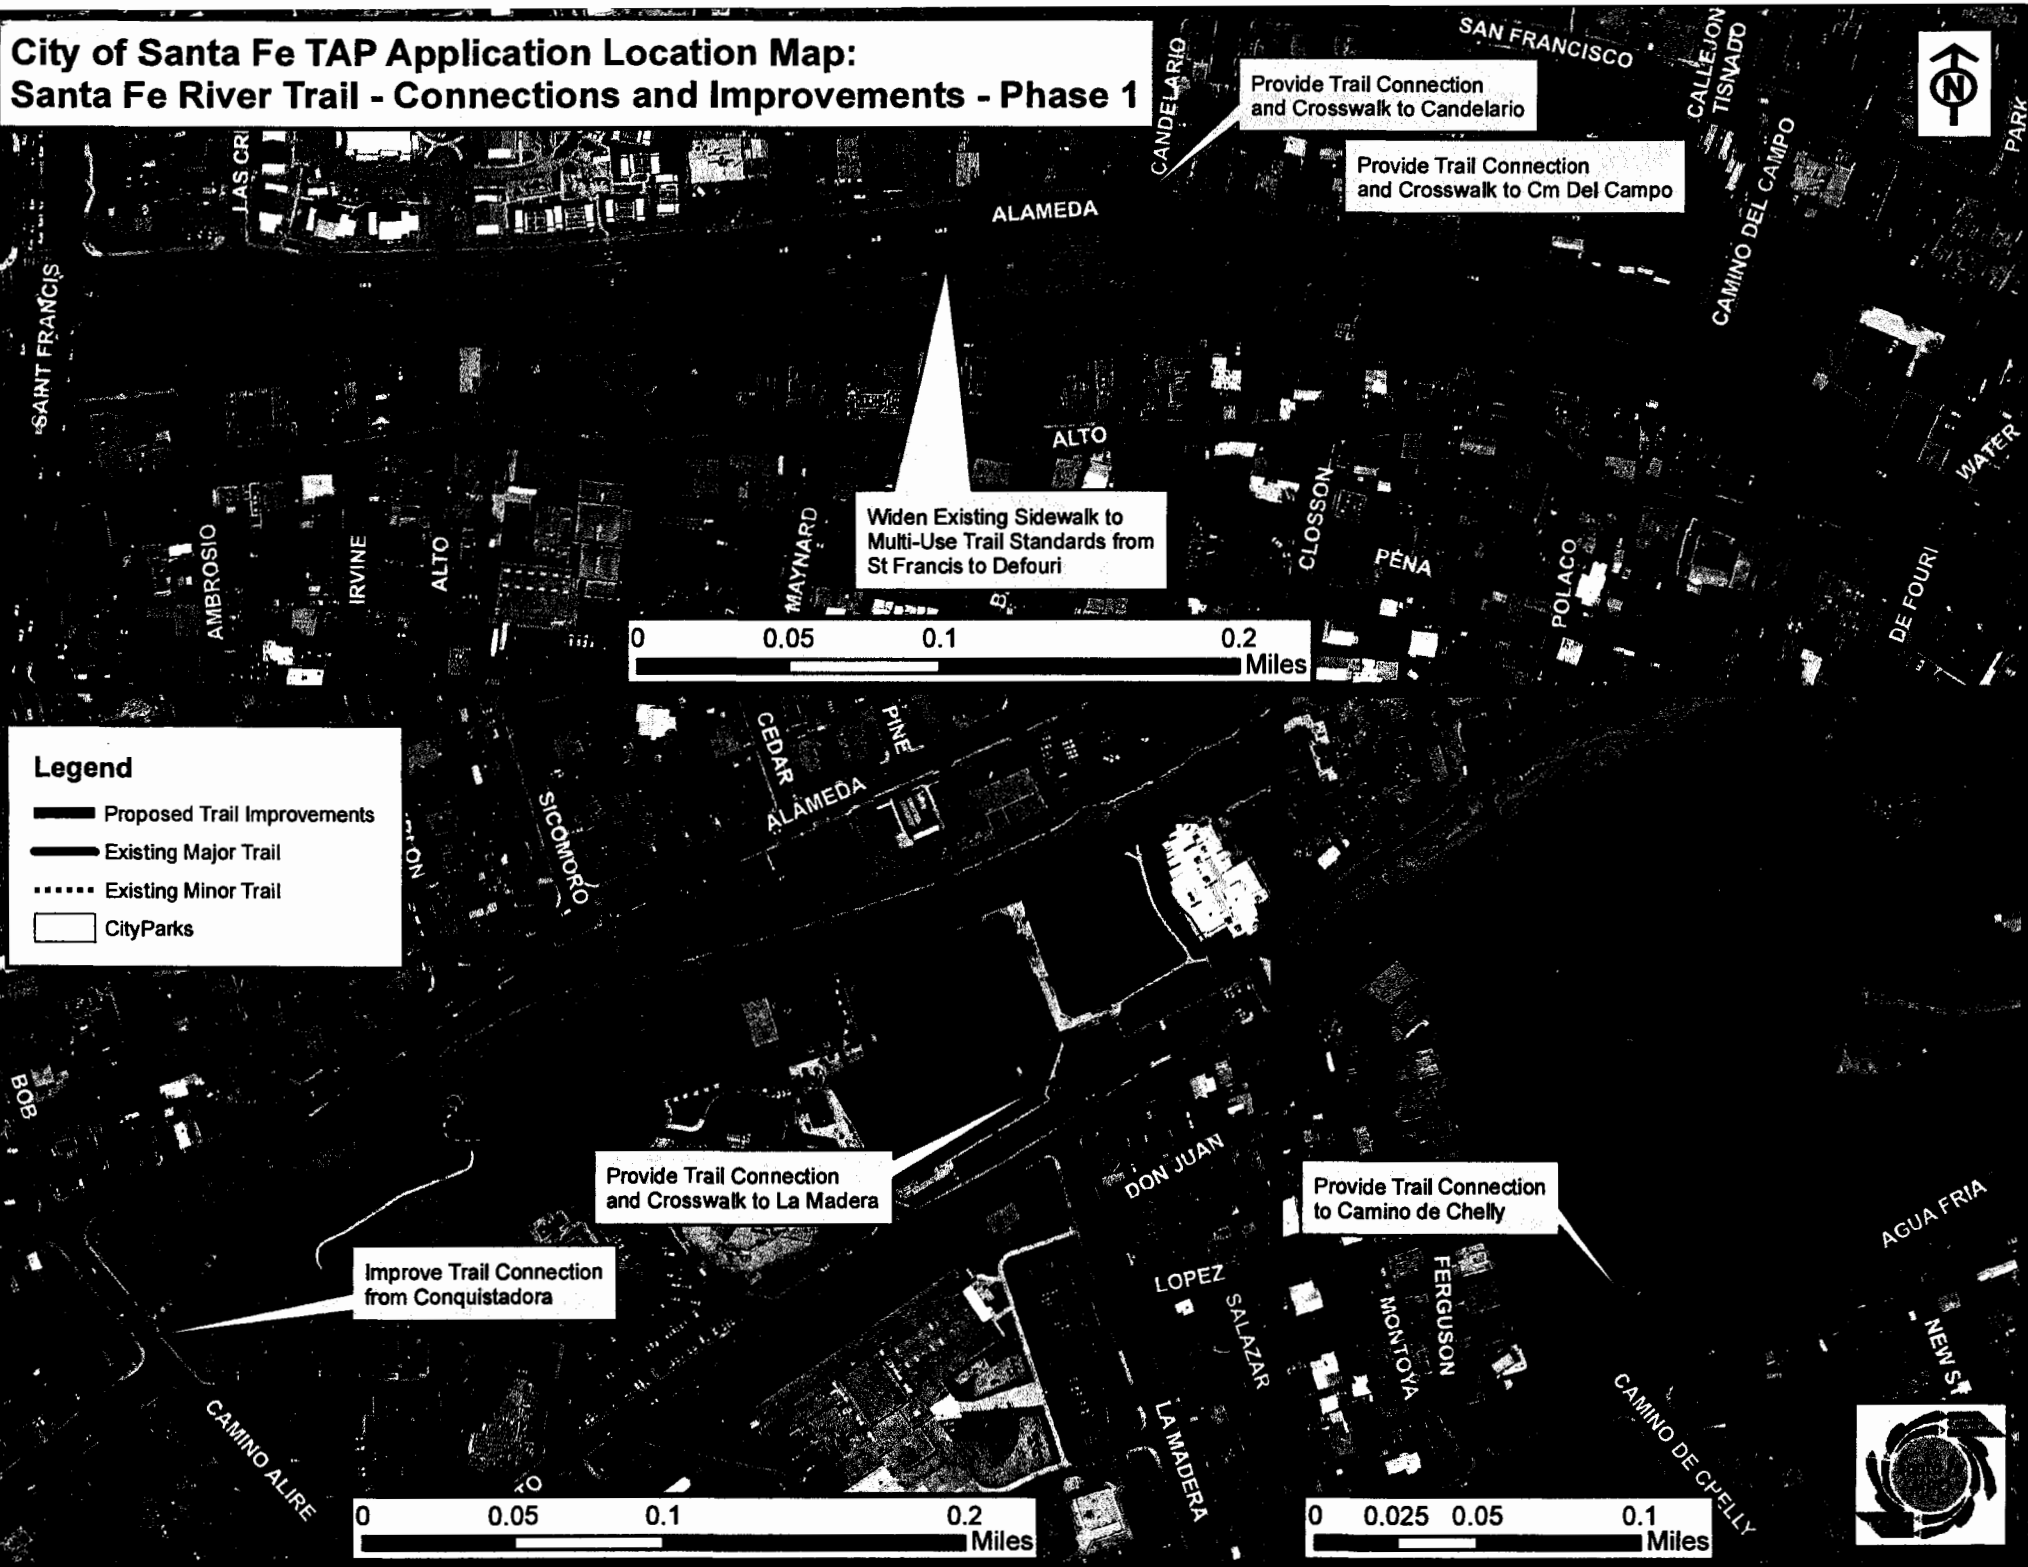 City of Santa Fe TAP Application Location Map:
Santa Fe River Trail - Connections and Improvements - Phase 1
SAN FRANCISCO
CALLEJON
TISNADO
CANDELARIO
Provide Trail Connection
and Crosswalk to Candelario
N
PARK
Provide Trail Connection
and Crosswalk to Cm Del Campo
LAS CRI
ALAMEDA
CAMINO DEL CAMPO
SAINT FRANCIS
ALTO
WATER
Widen Existing Sidewalk to
Multi-Use Trail Standards from
St Francis to Defouri
AMBROSIO
IRVINE
ALTO
MAYNARD
B
CLOSSON
PENA
POLACO
DE FOURI
0 0.05 0.1 0.2
Miles
CEDAR
PINE
ALAMEDA
SICOMORO
Legend
Proposed Trail Improvements
Existing Major Trail
Existing Minor Trail
CityParks
BOB
Provide Trail Connection
and Crosswalk to La Madera
DON JUAN
Provide Trail Connection
to Camino de Chelly
AGUA FRIA
Improve Trail Connection
from Conquistadora
LOPEZ
SALAZAR
MONTOYA
FERGUSON
NEW ST
CAMINO ALIRE
LA MADERA
CAMINO DE CHELLY
TO
0 0.05 0.1 0.2
Miles
0 0.025 0.05 0.1
Miles